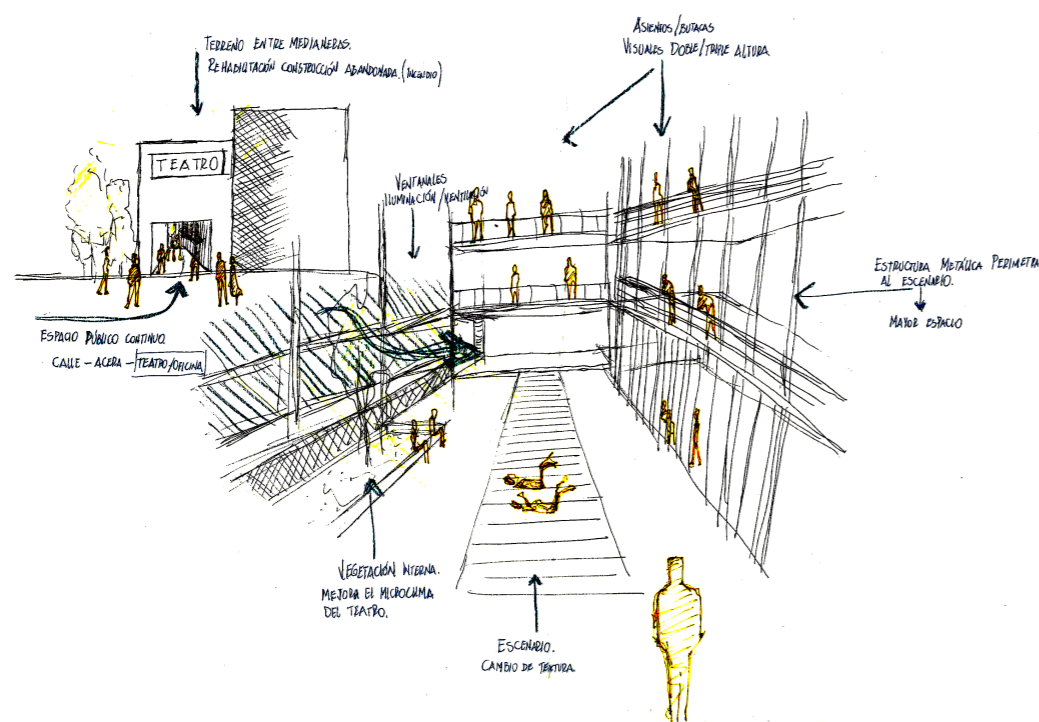 TERRENO ENTRE MEDIANERAS.
REHABILITACIÓN CONSTRUCCIÓN ABANDONADA. (INCENDIO)
ASIENTOS/BUTACAS
VISUALES DOBLE/TRIPLE ALTURA
TEATRO
VENTANALES
ILUMINACIÓN/VENTILACIÓN
ESTRUCTURA METÁLICA PERIMETRA
AL ESCENARIO.
MAYOR ESPACIO
ESPACIO PÚBLICO CONTINUO.
CALLE - ACERA - TEATRO/OFICINA
VEGETACIÓN INTERNA.
MEJORA EL MICROCLIMA
DEL TEATRO.
ESCENARIO.
CAMBIO DE TEXTURA.